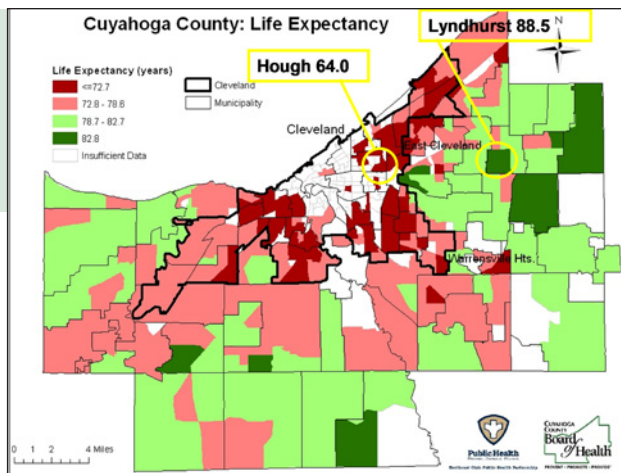 Cuyahoga County: Life Expectancy
Lyndhurst 88.5
N
Hough 64.0
Life Expectancy (years)
<=72.7
72.8 - 78.6
78.7 - 82.7
82.8
Insufficient Data
Cleveland
Municipality
Cleveland
East Cleveland
Warrensville Hts.
0 1 2 4 Miles
Public Health
CUYAHOGA
COUNTY
Board of
Health